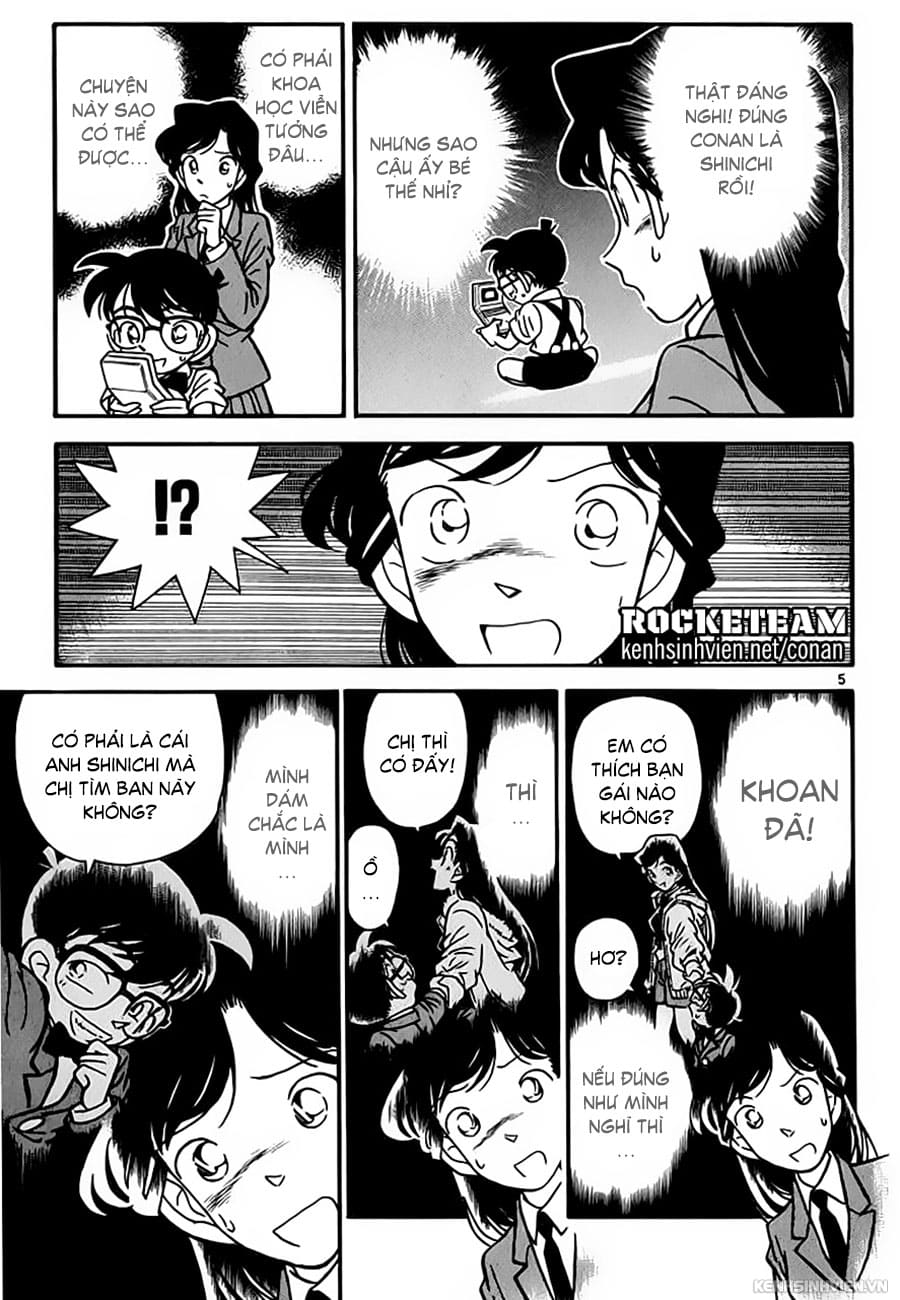 THẬT ĐÁNG
NGHI! ĐÚNG
CONAN LÀ
SHINICHI
RỒI!
NHƯNG SAO
CẬU ẤY BÉ
THẾ NHỈ?
CÓ PHẢI
KHOA
HỌC VIỄN
TƯỞNG
ĐÂU...
CHUYỆN
NÀY SAO
CÓ THỂ
ĐƯỢC...
!?
ROCKETEAM
kenhsinhvien.net/conan
5
KHOAN
ĐÃ!
EM CÓ
THÍCH BẠN
GÁI NÀO
KHÔNG?
HƠ?
NẾU ĐÚNG
NHƯ MÌNH
NGHĨ THÌ
...
CHỊ THÌ
CÓ ĐẤY!
THÌ
...
Ồ
...
MÌNH
DÁM
CHẮC LÀ
MÌNH
...
CÓ PHẢI LÀ CÁI
ANH SHINICHI MÀ
CHỊ TÌM BAN NÃY
KHÔNG?
KENHSINHVIEN.VN